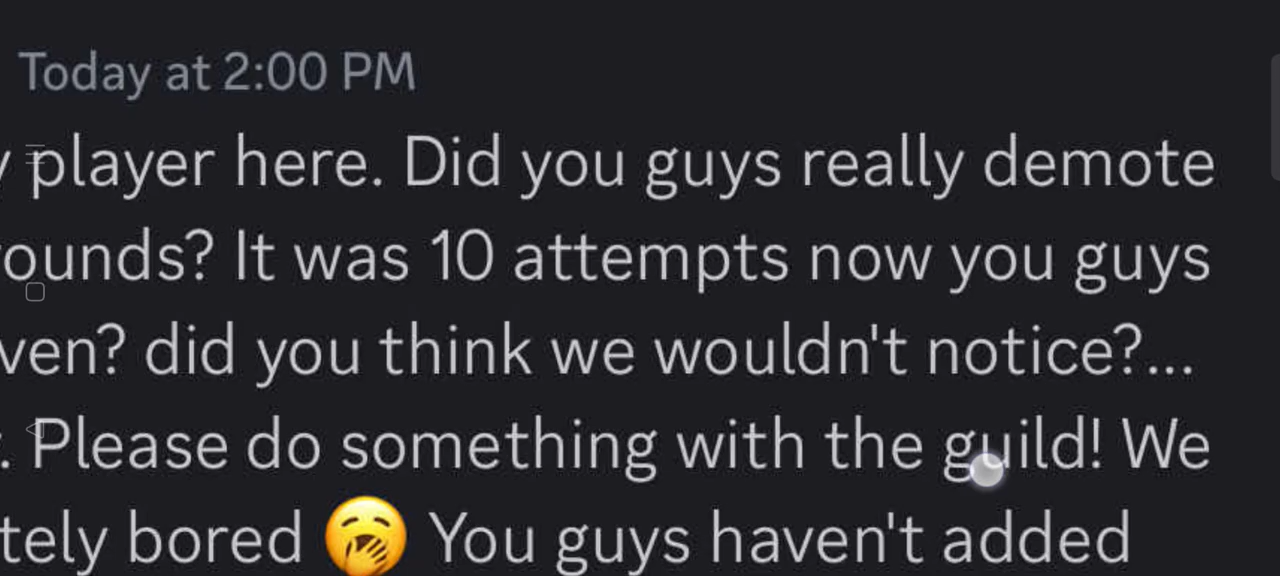 Today at 2:00 PM
player here. Did you guys really demote
ounds? It was 10 attempts now you guys
ven? did you think we wouldn't notice?...
. Please do something with the guild! We
tely bored 🥱 You guys haven't added